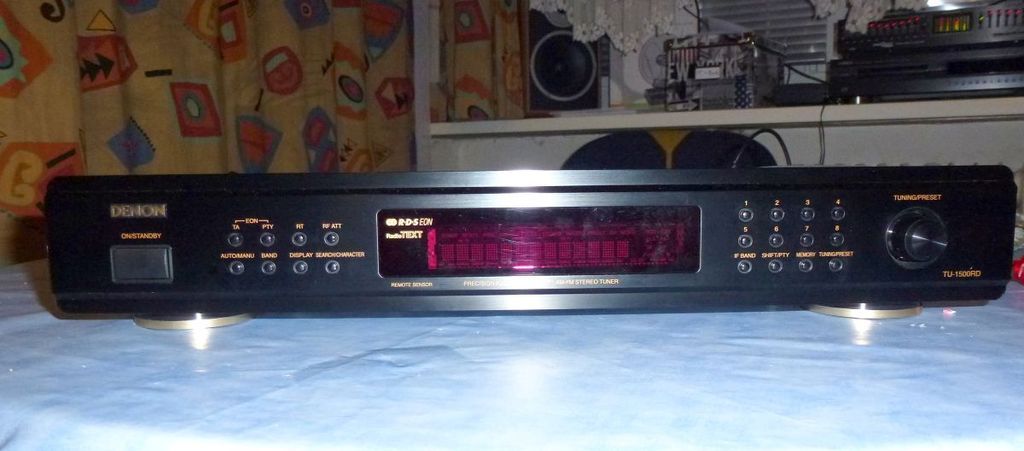 DENON
ON/STANDBY
EON
TA PTY RT RF ATT
AUTO/MANU BAND DISPLAY SEARCH/CHARACTER
R·D·S EON
Radio TEXT
REMOTE SENSOR
PRECISION AM-FM STEREO TUNER
1 2 3 4
5 6 7 8
IF BAND SHIFT/PTY MEMORY TUNING/PRESET
TUNING/PRESET
TU-1500RD